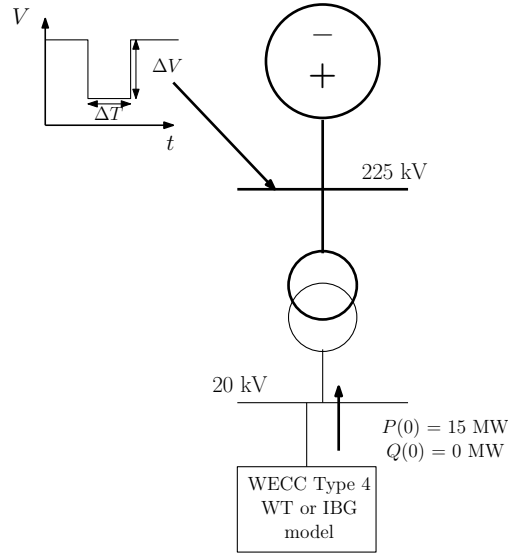 V
ΔV
ΔT
t
−
+
225 kV
20 kV
P(0) = 15 MW
Q(0) = 0 MW
WECC Type 4
WT or IBG
model